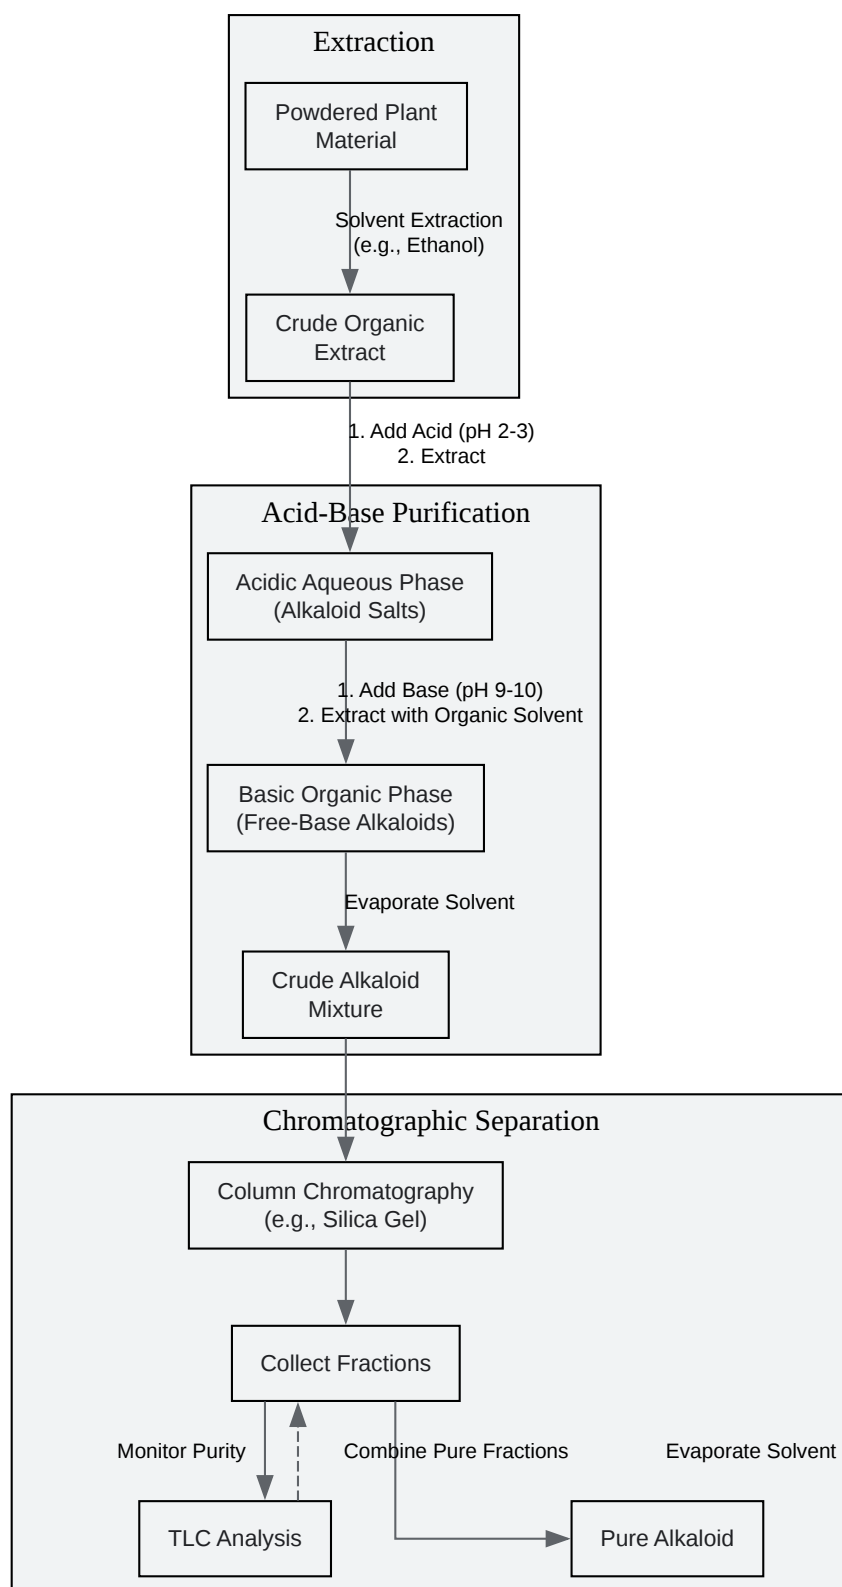 Extraction
Powdered Plant
Material
Solvent Extraction
(e.g., Ethanol)
Crude Organic
Extract
1. Add Acid (pH 2-3)
2. Extract
Acid-Base Purification
Acidic Aqueous Phase
(Alkaloid Salts)
1. Add Base (pH 9-10)
2. Extract with Organic Solvent
Basic Organic Phase
(Free-Base Alkaloids)
Evaporate Solvent
Crude Alkaloid
Mixture
Chromatographic Separation
Column Chromatography
(e.g., Silica Gel)
Collect Fractions
Monitor Purity
Combine Pure Fractions
Evaporate Solvent
TLC Analysis
Pure Alkaloid